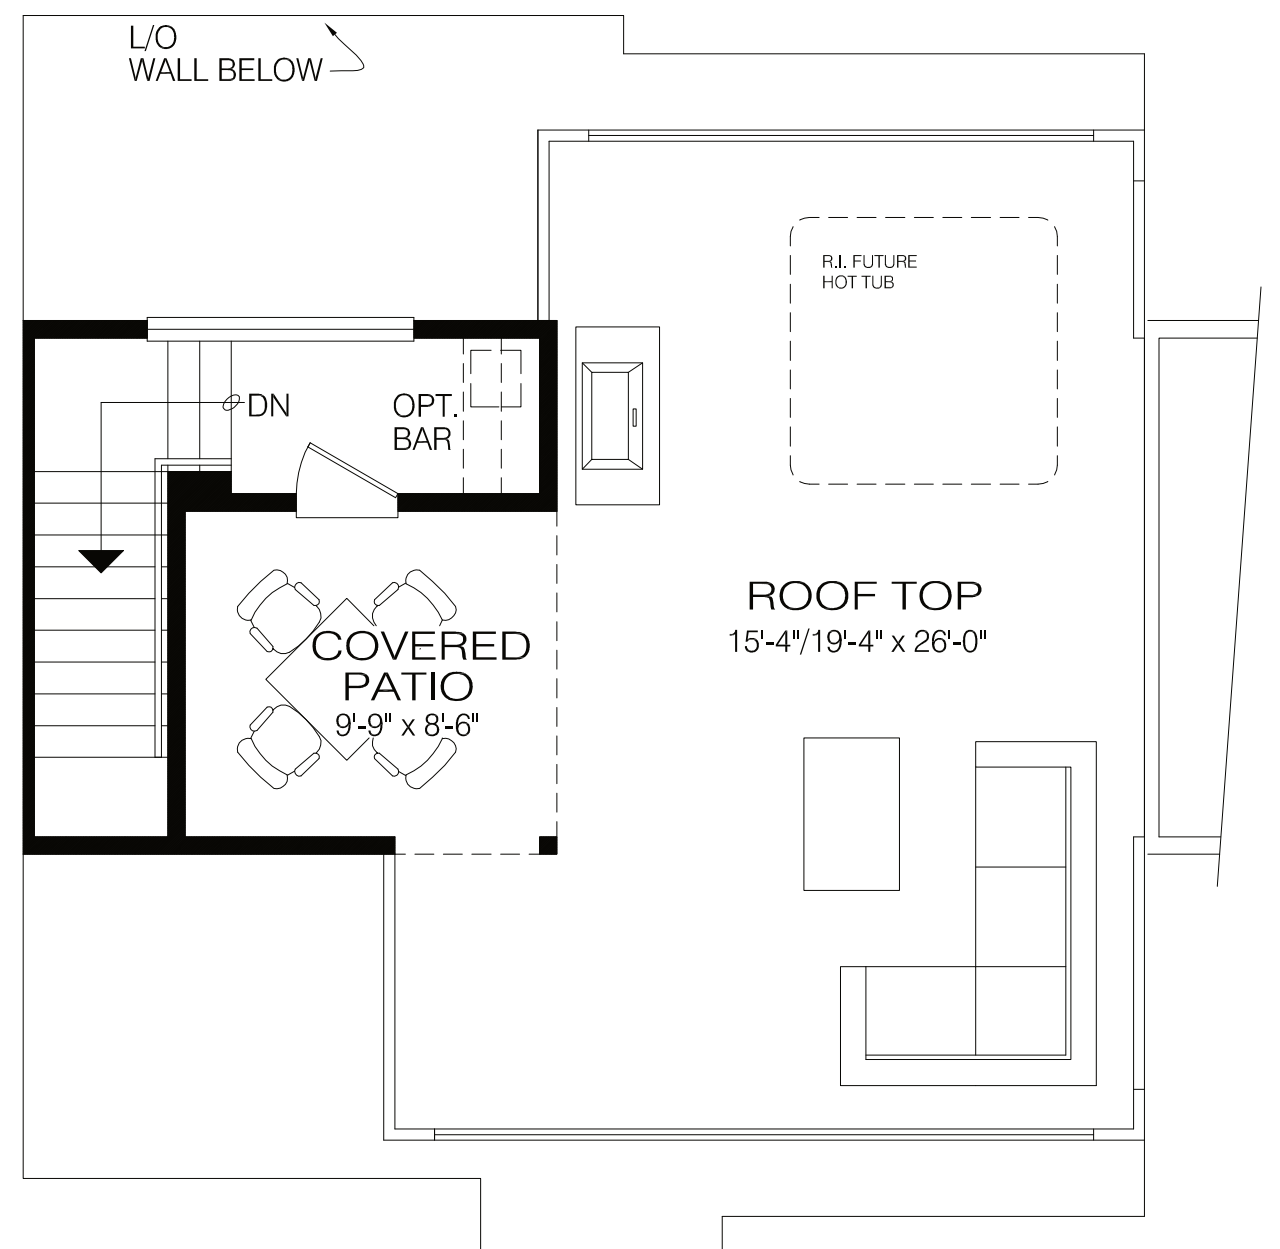 L/O
WALL BELOW
R.I. FUTURE
HOT TUB
DN
OPT.
BAR
ROOF TOP
15'-4"/19'-4" x 26'-0"
COVERED
PATIO
9'-9" x 8'-6"